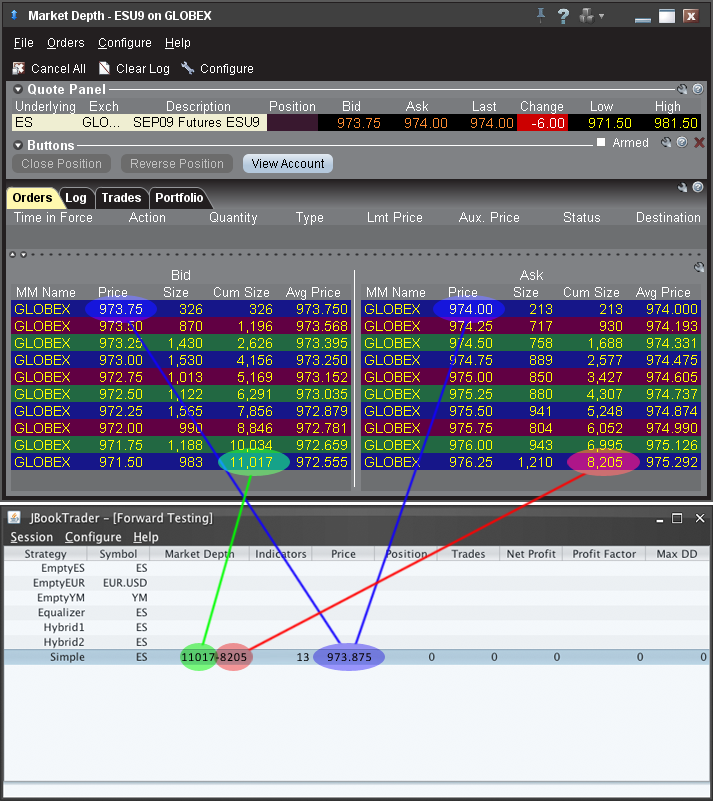 Market Depth - ESU9 on GLOBEX
File Orders Configure Help
Cancel All Clear Log Configure
Quote Panel
Underlying Exch Description Position Bid Ask Last Change Low High
ES GLO... SEP09 Futures ESU9 973.75 974.00 974.00 -6.00 971.50 981.50
Buttons Armed
Close Position Reverse Position View Account
Orders Log Trades Portfolio
Time in Force Action Quantity Type Lmt Price Aux. Price Status Destination
Bid Ask
MM Name Price Size Cum Size Avg Price MM Name Price Size Cum Size Avg Price
GLOBEX 973.75 326 326 973.750 GLOBEX 974.00 213 213 974.000
GLOBEX 973.50 870 1,196 973.568 GLOBEX 974.25 717 930 974.193
GLOBEX 973.25 1,430 2,626 973.395 GLOBEX 974.50 758 1,688 974.331
GLOBEX 973.00 1,530 4,156 973.250 GLOBEX 974.75 889 2,577 974.475
GLOBEX 972.75 1,013 5,169 973.152 GLOBEX 975.00 850 3,427 974.605
GLOBEX 972.50 1,122 6,291 973.035 GLOBEX 975.25 880 4,307 974.737
GLOBEX 972.25 1,565 7,856 972.879 GLOBEX 975.50 941 5,248 974.874
GLOBEX 972.00 990 8,846 972.781 GLOBEX 975.75 804 6,052 974.990
GLOBEX 971.75 1,188 10,034 972.659 GLOBEX 976.00 943 6,995 975.126
GLOBEX 971.50 983 11,017 972.555 GLOBEX 976.25 1,210 8,205 975.292
JBookTrader - [Forward Testing]
Session Configure Help
Strategy Symbol Market Depth Indicators Price Position Trades Net Profit Profit Factor Max DD
EmptyES ES
EmptyEUR EUR.USD
EmptyYM YM
Equalizer ES
Hybrid1 ES
Hybrid2 ES
Simple ES 11017-8205 13 973.875 0 0 0 0 0